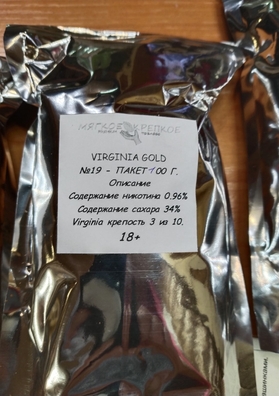 МЯГКОЕ КРЕПКОЕ
VIRGINIA GOLD
№19 - ПАКЕТ 100 Г.
Описание
Содержание никотина 0.96%
Содержание сахара 34%
Virginia крепость 3 из 10.
18+